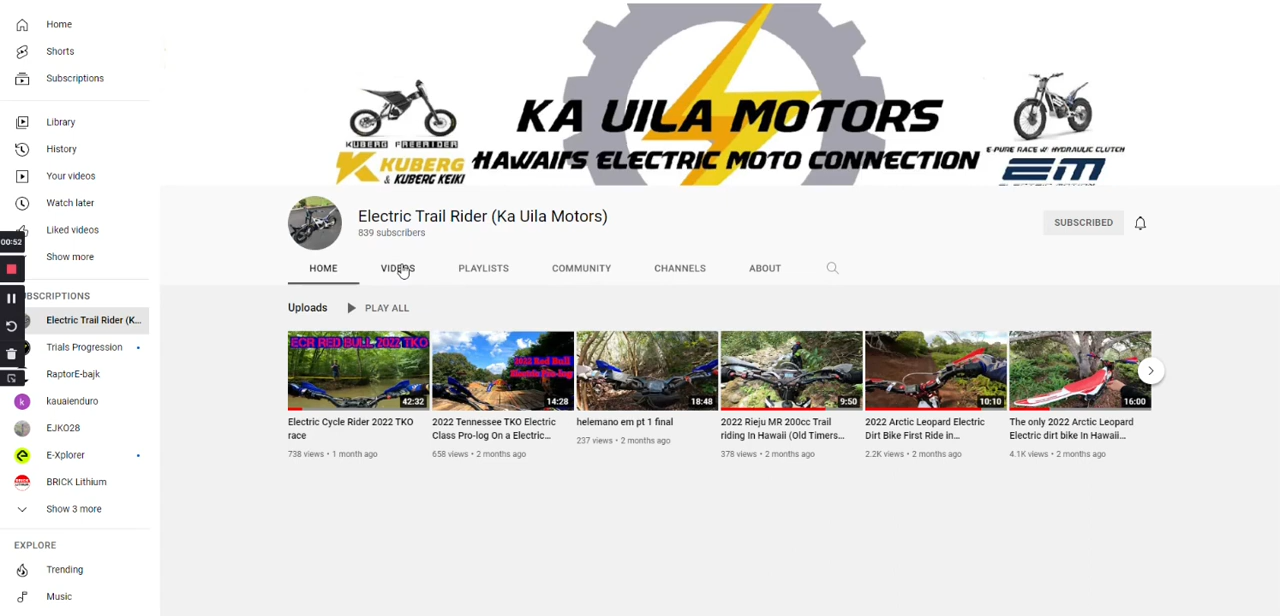 Home
Shorts
Subscriptions
Library
History
Your videos
Watch later
Liked videos
00:52
Show more
UBSCRIPTIONS
Electric Trail Rider (K...
Trials Progression
RaptorE-bajk
kauaienduro
EJKO28
E-Xplorer
BRICK Lithium
Show 3 more
EXPLORE
Trending
Music
KUBERG FREERIDER
KUBERG
& KUBERG KEIKI
KA UILA MOTORS
HAWAII'S ELECTRIC MOTO CONNECTION
E-PURE RACE W/ HYDRAULIC CLUTCH
EM
Electric Trail Rider (Ka Uila Motors)
839 subscribers
SUBSCRIBED
HOME VIDEOS PLAYLISTS COMMUNITY CHANNELS ABOUT
Uploads PLAY ALL
ECR RED BULL 2022 TKO
42:32
Electric Cycle Rider 2022 TKO
race
738 views • 1 month ago
2022 Red Bull
14:28
2022 Tennessee TKO Electric
Class Pro-log On a Electric...
658 views • 2 months ago
18:48
helemano em pt 1 final
237 views • 2 months ago
9:50
2022 Rieju MR 200cc Trail
riding In Hawaii (Old Timers...
378 views • 2 months ago
10:10
2022 Arctic Leopard Electric
Dirt Bike First Ride in...
2.2K views • 2 months ago
16:00
The only 2022 Arctic Leopard
Electric dirt bike In Hawaii...
4.1K views • 2 months ago